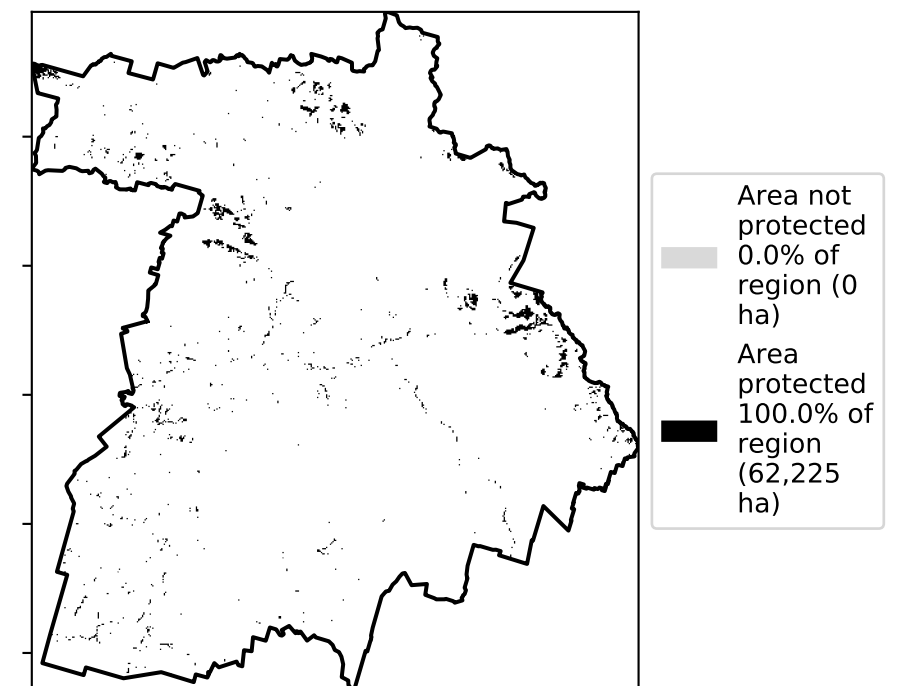 Area not
protected
0.0% of
region (0
ha)
Area
protected
100.0% of
region
(62,225
ha)